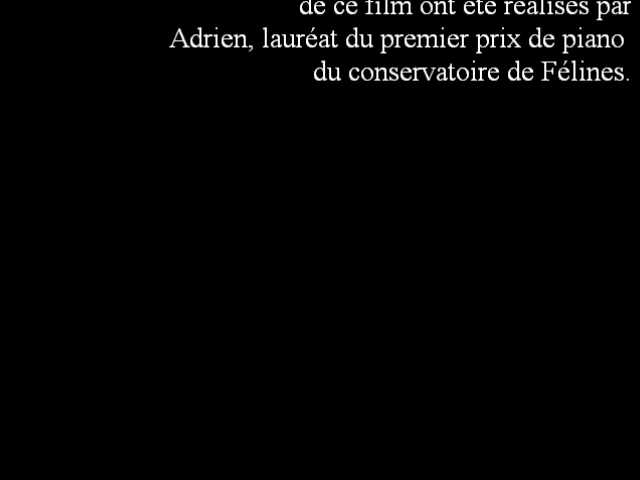 de ce film ont été réalisés par
Adrien, lauréat du premier prix de piano
du conservatoire de Félines.